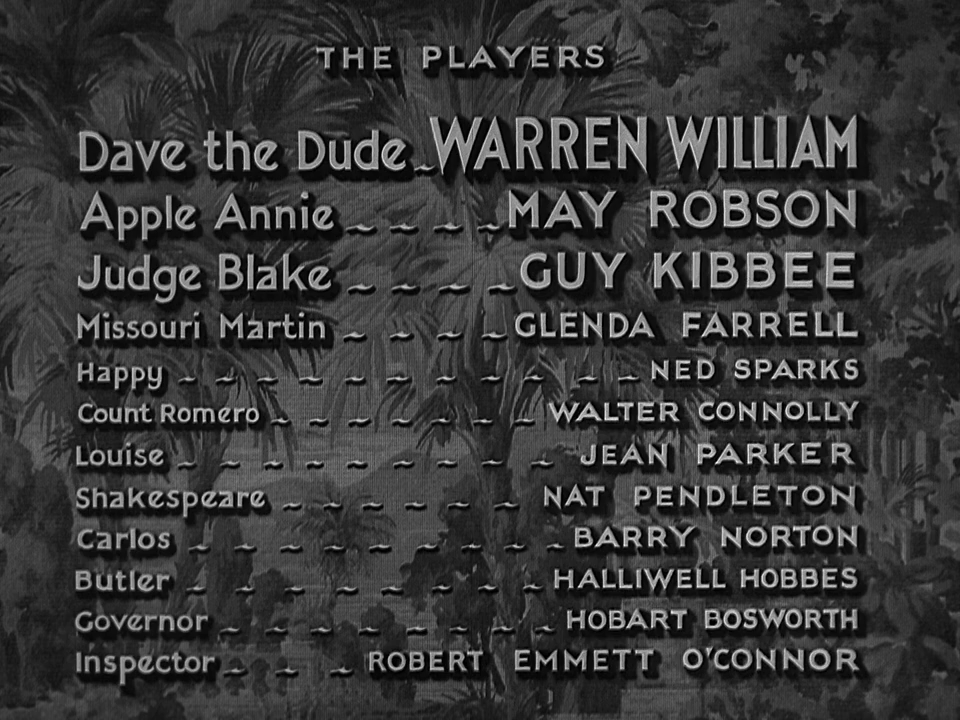 THE PLAYERS
Dave the Dude WARREN WILLIAM
Apple Annie MAY ROBSON
Judge Blake GUY KIBBEE
Missouri Martin GLENDA FARRELL
Happy NED SPARKS
Count Romero WALTER CONNOLLY
Louise JEAN PARKER
Shakespeare NAT PENDLETON
Carlos BARRY NORTON
Butler HALLIWELL HOBBES
Governor HOBART BOSWORTH
Inspector ROBERT EMMETT O'CONNOR